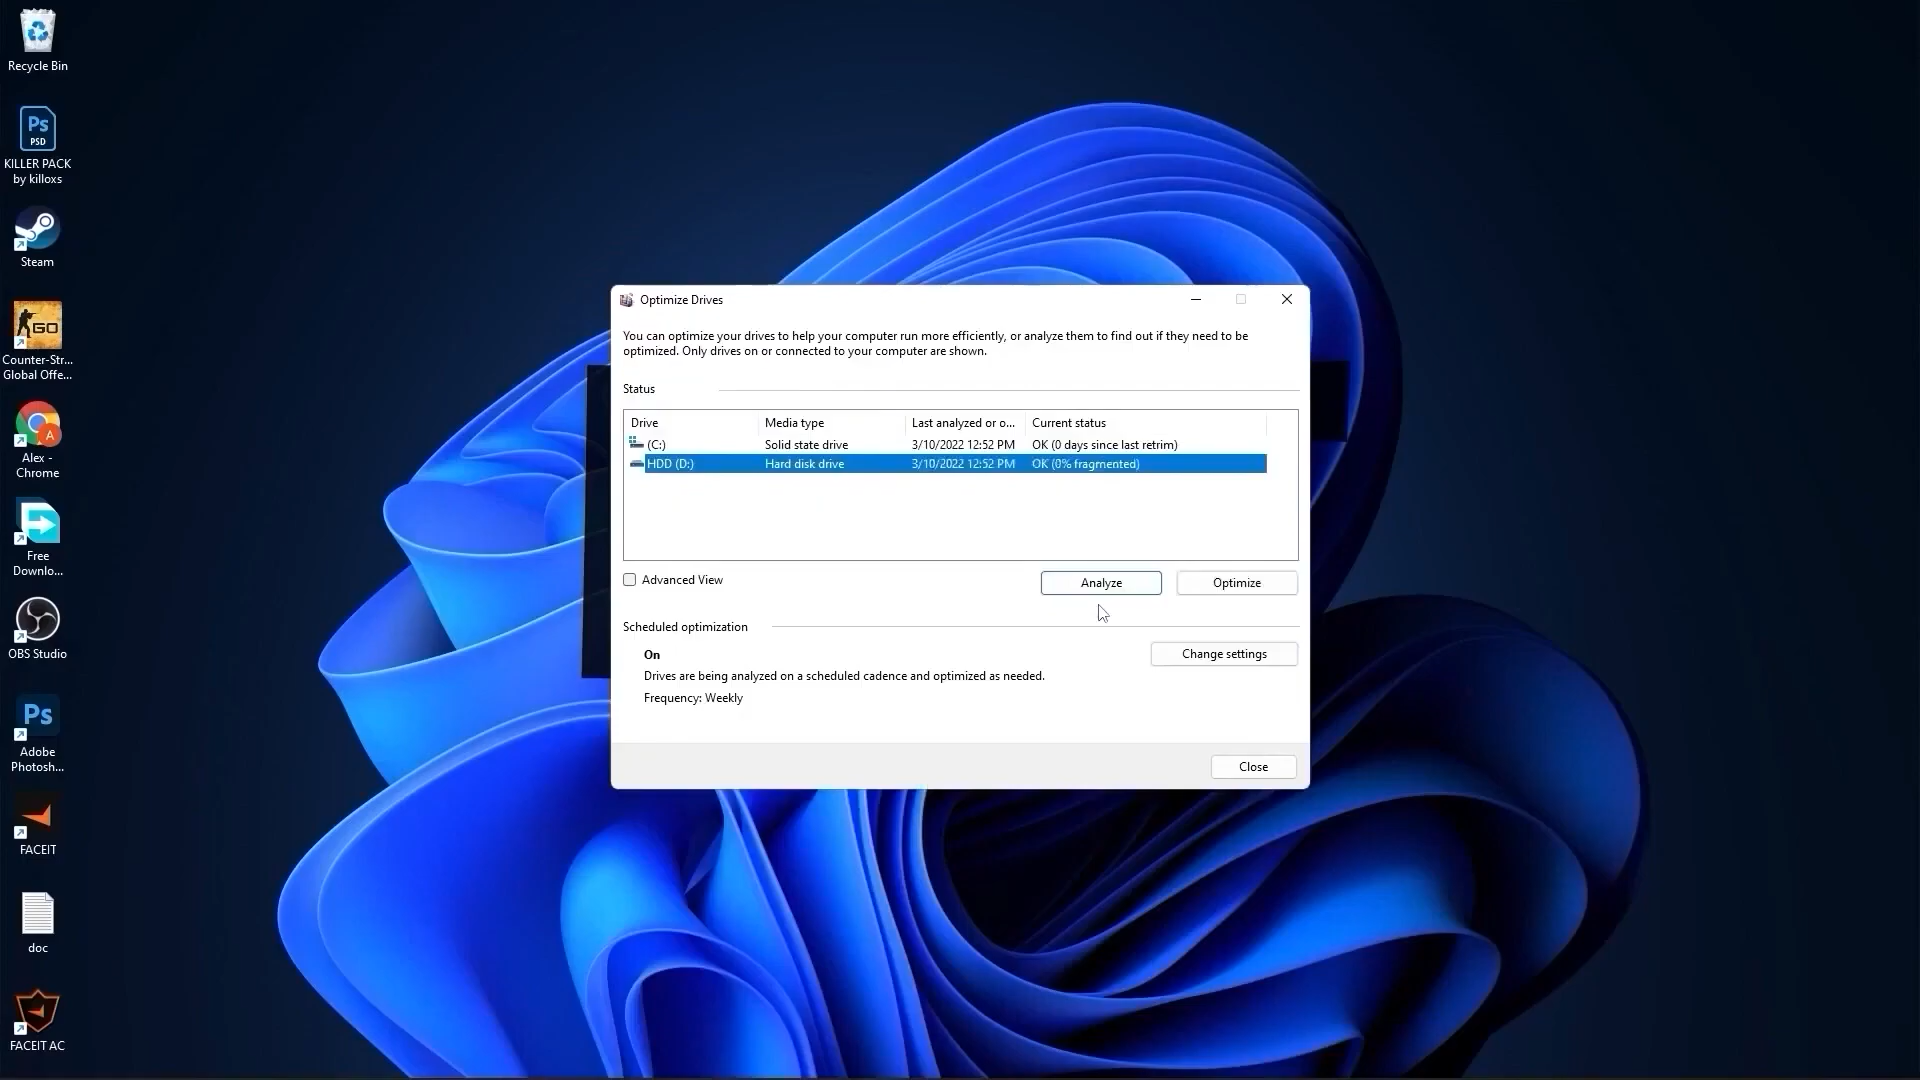 Recycle Bin
Ps
PSD
KILLER PACK
by killoxs
Steam
GO
Counter-Str...
Global Offe...
A
Alex -
Chrome
Free
Downlo...
OBS Studio
Ps
Adobe
Photosh...
FACEIT
doc
FACEIT AC
Optimize Drives
You can optimize your drives to help your computer run more efficiently, or analyze them to find out if they need to be
optimized. Only drives on or connected to your computer are shown.
Status
Drive Media type Last analyzed or o... Current status
(C:) Solid state drive 3/10/2022 12:52 PM OK (0 days since last retrim)
HDD (D:) Hard disk drive 3/10/2022 12:52 PM OK (0% fragmented)
Advanced View
Analyze
Optimize
Scheduled optimization
On
Change settings
Drives are being analyzed on a scheduled cadence and optimized as needed.
Frequency: Weekly
Close